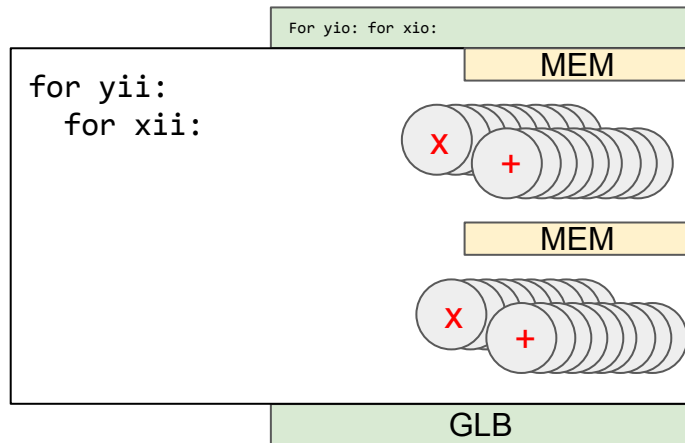 For yio: for xio:
MEM
for yii:
for xii:
x
+
MEM
x
+
GLB